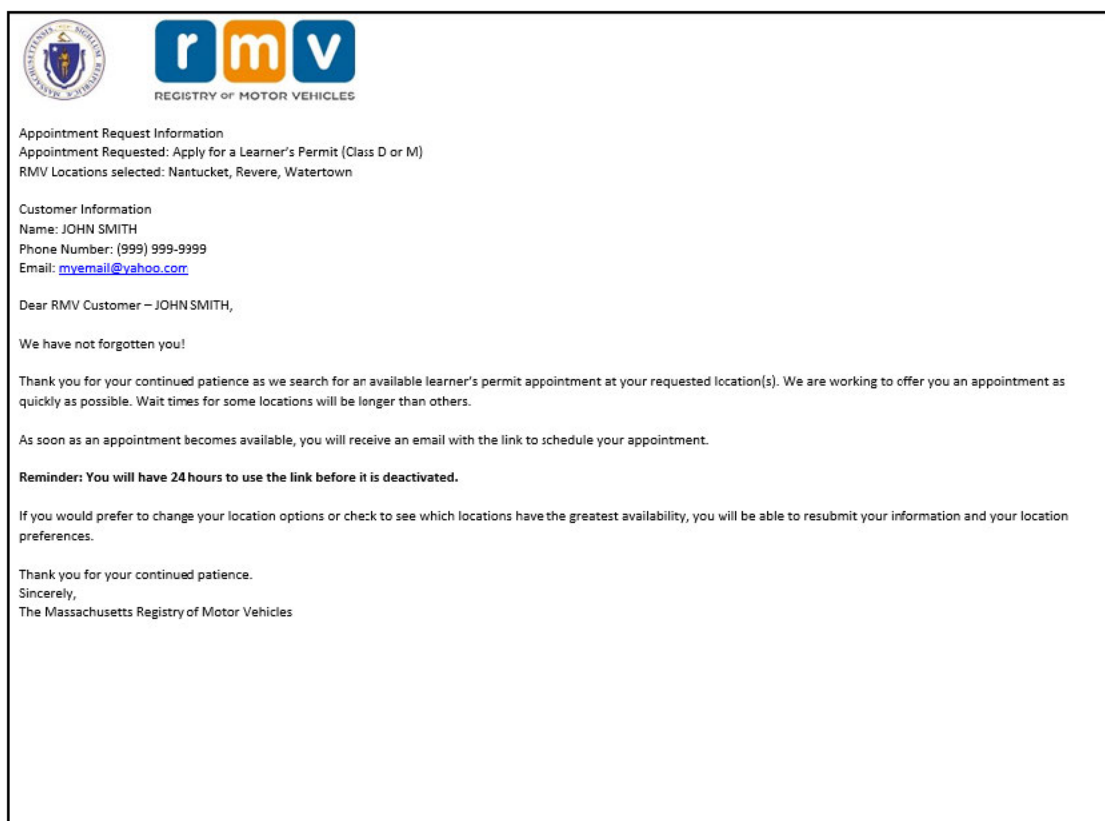 rmv
REGISTRY OF MOTOR VEHICLES
Appointment Request Information
Appointment Requested: Apply for a Learner's Permit (Class D or M)
RMV Locations selected: Nantucket, Revere, Watertown
Customer Information
Name: JOHN SMITH
Phone Number: (999) 999-9999
Email: myemail@yahoo.com
Dear RMV Customer – JOHN SMITH,
We have not forgotten you!
Thank you for your continued patience as we search for an available learner's permit appointment at your requested location(s). We are working to offer you an appointment as
quickly as possible. Wait times for some locations will be longer than others.
As soon as an appointment becomes available, you will receive an email with the link to schedule your appointment.
Reminder: You will have 24 hours to use the link before it is deactivated.
If you would prefer to change your location options or check to see which locations have the greatest availability, you will be able to resubmit your information and your location
preferences.
Thank you for your continued patience.
Sincerely,
The Massachusetts Registry of Motor Vehicles